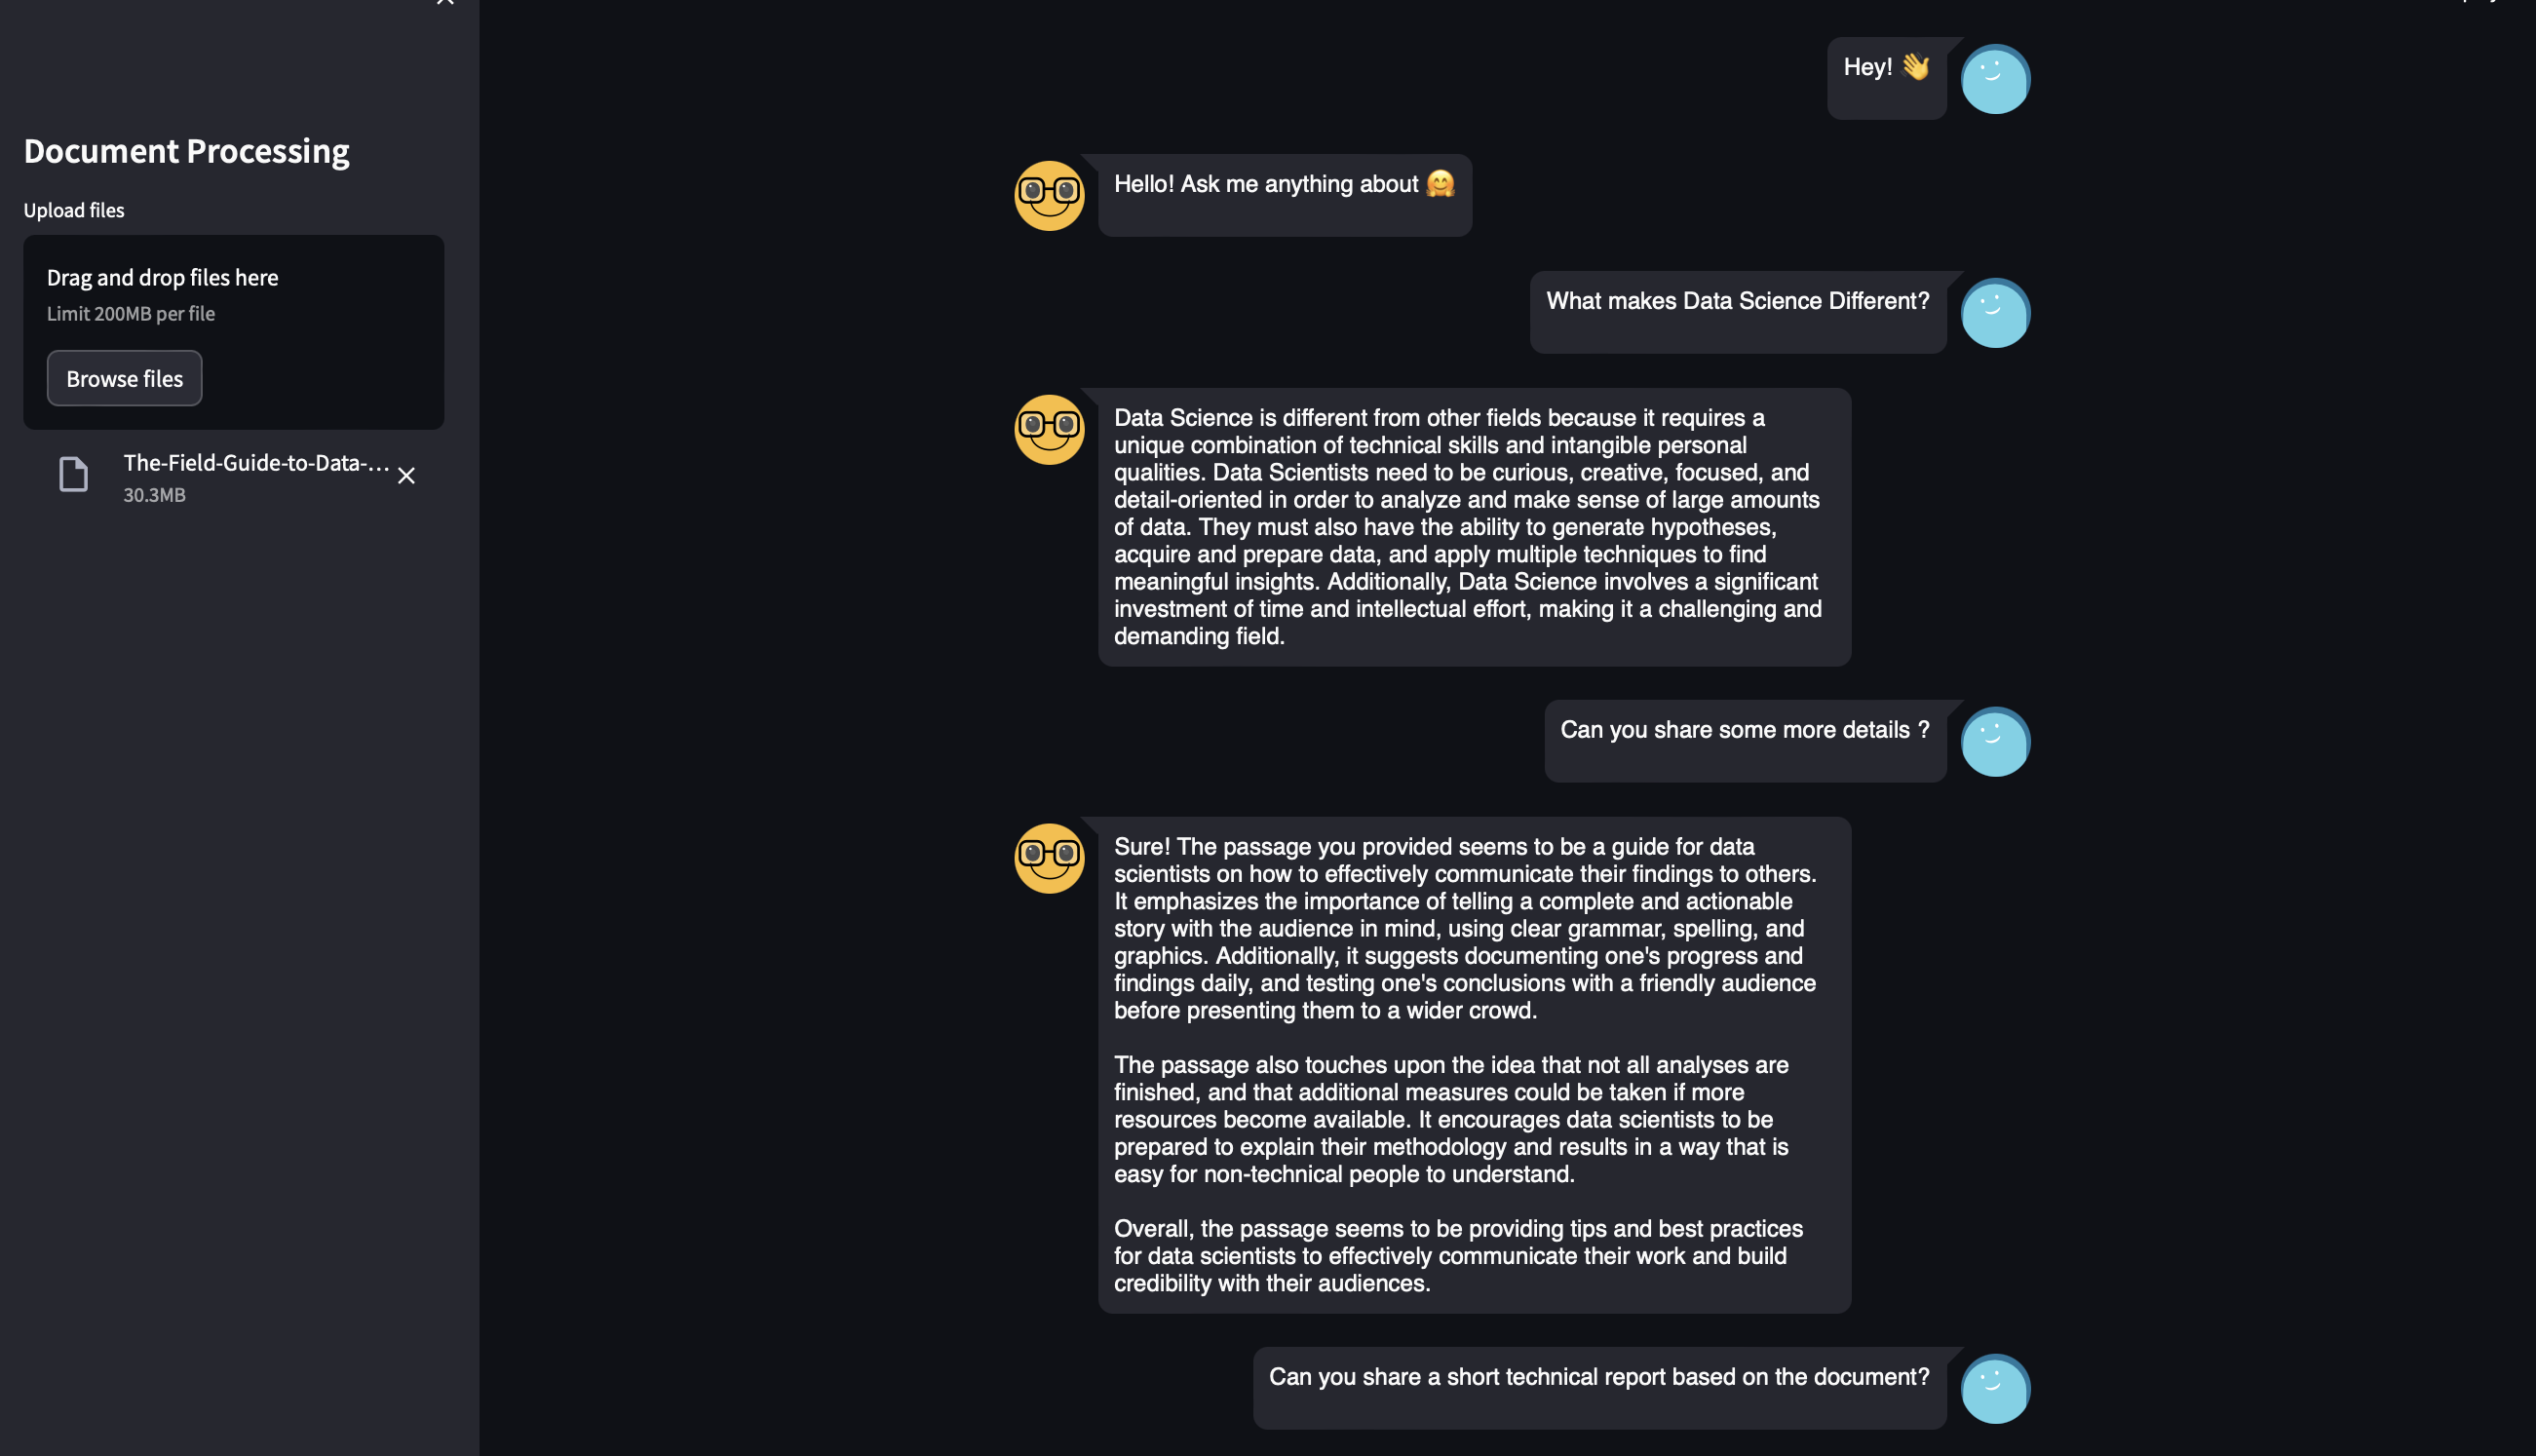 Document Processing
Upload files
Drag and drop files here
Limit 200MB per file
Browse files
The-Field-Guide-to-Data-...
30.3MB
Hey! 👋
Hello! Ask me anything about 🤗
What makes Data Science Different?
Data Science is different from other fields because it requires a
unique combination of technical skills and intangible personal
qualities. Data Scientists need to be curious, creative, focused, and
detail-oriented in order to analyze and make sense of large amounts
of data. They must also have the ability to generate hypotheses,
acquire and prepare data, and apply multiple techniques to find
meaningful insights. Additionally, Data Science involves a significant
investment of time and intellectual effort, making it a challenging and
demanding field.
Can you share some more details ?
Sure! The passage you provided seems to be a guide for data
scientists on how to effectively communicate their findings to others.
It emphasizes the importance of telling a complete and actionable
story with the audience in mind, using clear grammar, spelling, and
graphics. Additionally, it suggests documenting one's progress and
findings daily, and testing one's conclusions with a friendly audience
before presenting them to a wider crowd.
The passage also touches upon the idea that not all analyses are
finished, and that additional measures could be taken if more
resources become available. It encourages data scientists to be
prepared to explain their methodology and results in a way that is
easy for non-technical people to understand.
Overall, the passage seems to be providing tips and best practices
for data scientists to effectively communicate their work and build
credibility with their audiences.
Can you share a short technical report based on the document?